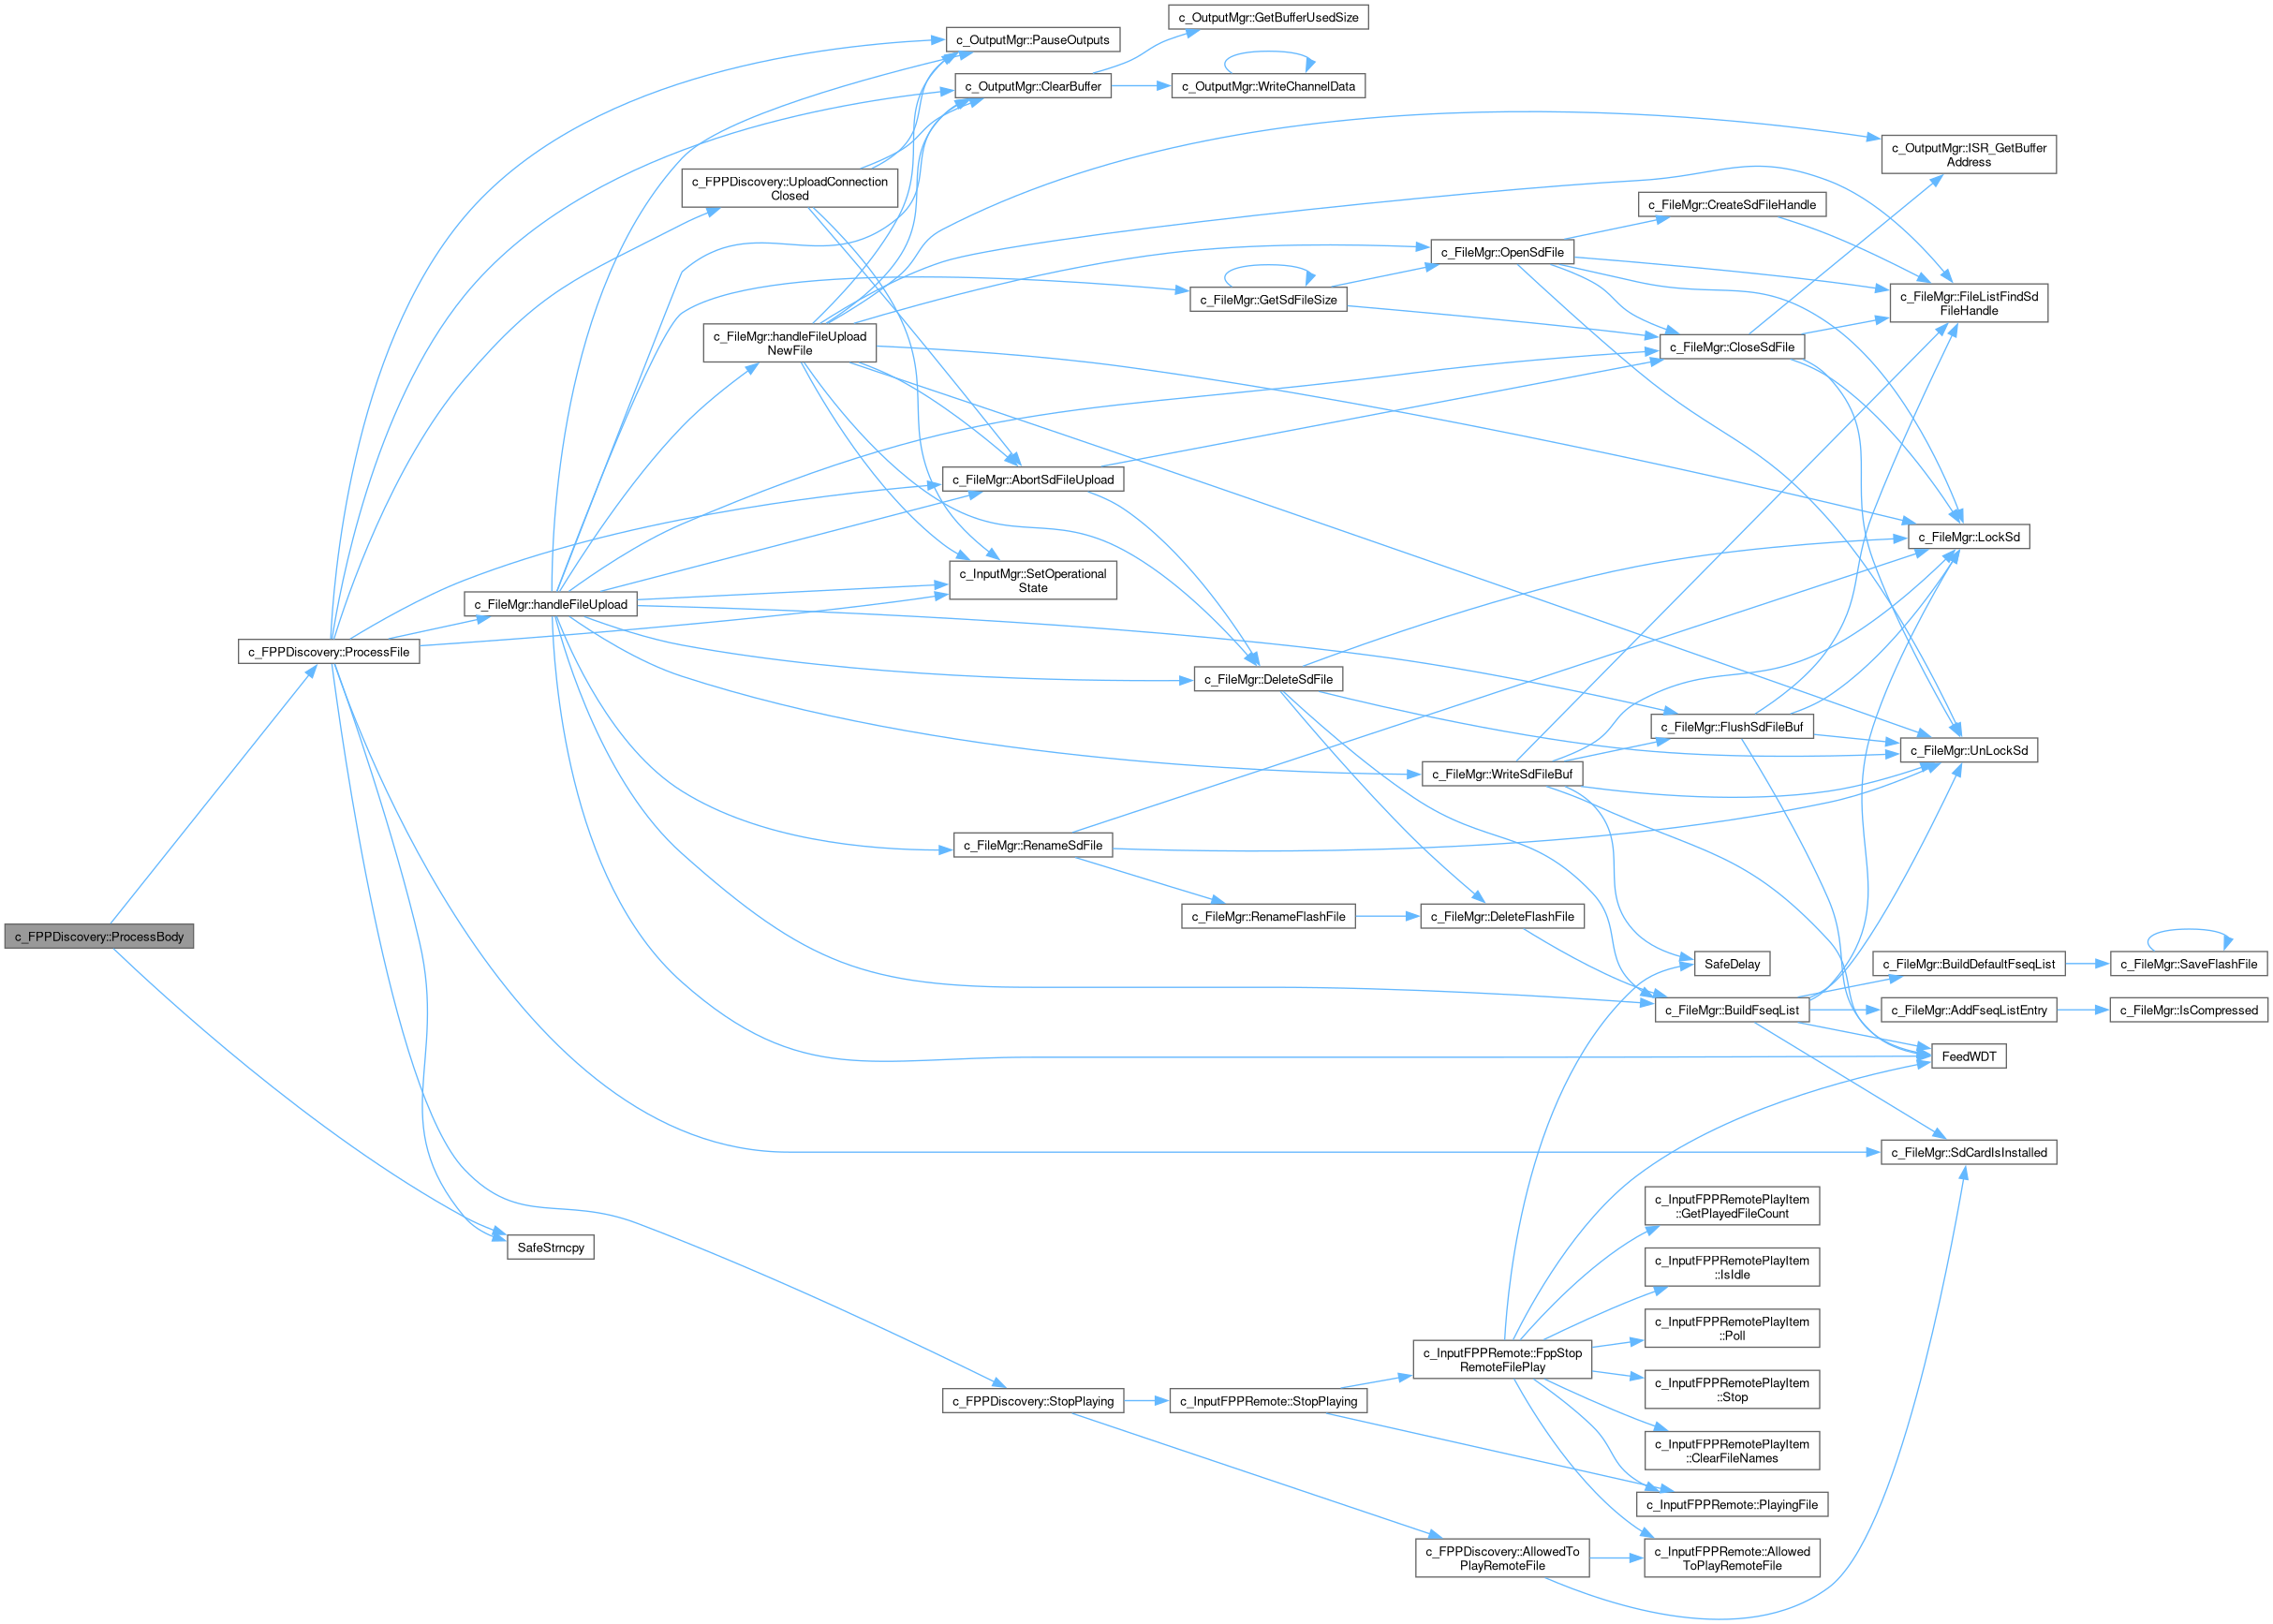 c_OutputMgr::GetBufferUsedSize
c_OutputMgr::PauseOutputs
c_OutputMgr::ClearBuffer
c_OutputMgr::WriteChannelData
c_OutputMgr::ISR_GetBuffer
Address
c_FPPDiscovery::UploadConnection
Closed
c_FileMgr::CreateSdFileHandle
c_FileMgr::OpenSdFile
c_FileMgr::GetSdFileSize
c_FileMgr::FileListFindSd
FileHandle
c_FileMgr::handleFileUpload
NewFile
c_FileMgr::CloseSdFile
c_FileMgr::AbortSdFileUpload
c_FileMgr::LockSd
c_InputMgr::SetOperational
State
c_FileMgr::handleFileUpload
c_FPPDiscovery::ProcessFile
c_FileMgr::DeleteSdFile
c_FileMgr::FlushSdFileBuf
c_FileMgr::UnLockSd
c_FileMgr::WriteSdFileBuf
c_FileMgr::RenameSdFile
c_FileMgr::RenameFlashFile
c_FileMgr::DeleteFlashFile
c_FPPDiscovery::ProcessBody
SafeDelay
c_FileMgr::BuildDefaultFseqList
c_FileMgr::SaveFlashFile
c_FileMgr::BuildFseqList
c_FileMgr::AddFseqListEntry
c_FileMgr::IsCompressed
FeedWDT
c_FileMgr::SdCardIsInstalled
c_InputFPPRemotePlayItem
::GetPlayedFileCount
SafeStrncpy
c_InputFPPRemotePlayItem
::IsIdle
c_InputFPPRemotePlayItem
::Poll
c_InputFPPRemote::FppStop
RemoteFilePlay
c_InputFPPRemotePlayItem
::Stop
c_FPPDiscovery::StopPlaying
c_InputFPPRemote::StopPlaying
c_InputFPPRemotePlayItem
::ClearFileNames
c_InputFPPRemote::PlayingFile
c_FPPDiscovery::AllowedTo
PlayRemoteFile
c_InputFPPRemote::Allowed
ToPlayRemoteFile